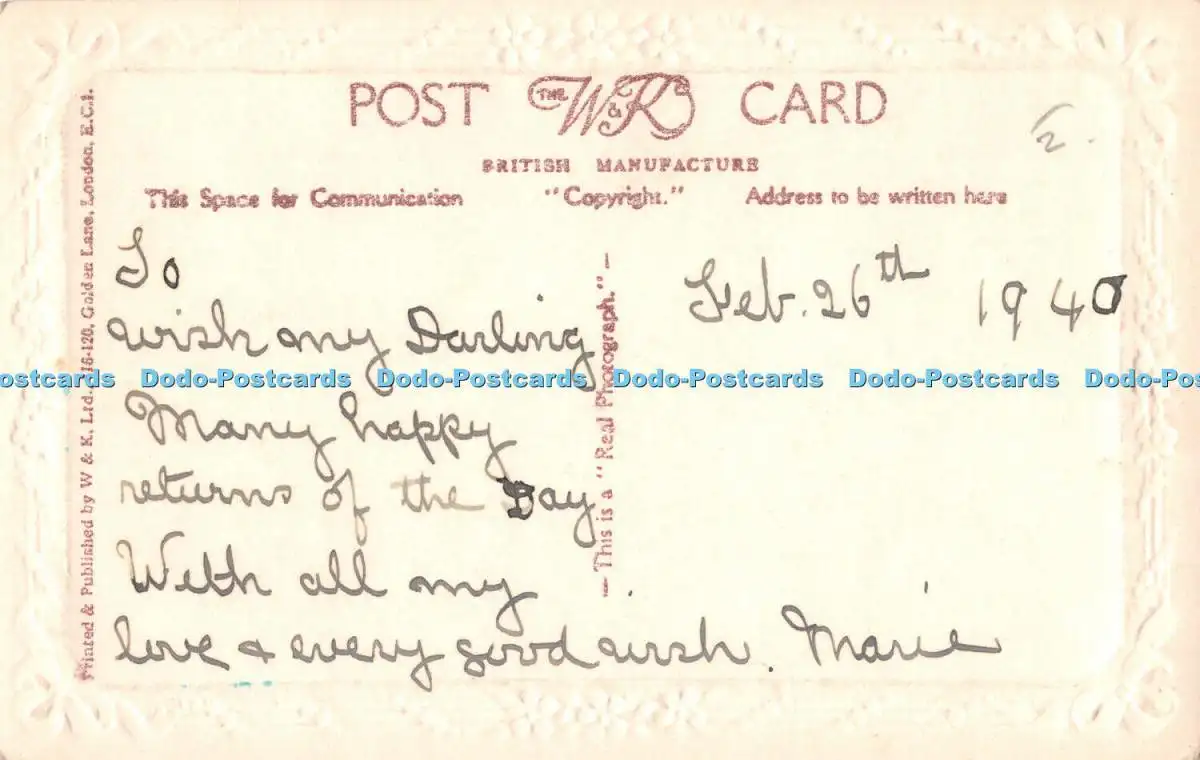 POST THE W&K CARD
BRITISH MANUFACTURE
This Space for Communication "Copyright." Address to be written here
Printed & Published by W & K. Ltd. 116-120, Golden Lane, London, E.C.1.
To
wish my Darling
Many happy
returns of the Day
With all my
love & every good wish. Marie
— This is a "Real Photograph." —
Feb. 26th 1940
2
Dodo-Postcards Dodo-Postcards Dodo-Postcards Dodo-Postcards Dodo-Postcards Dodo-Pos